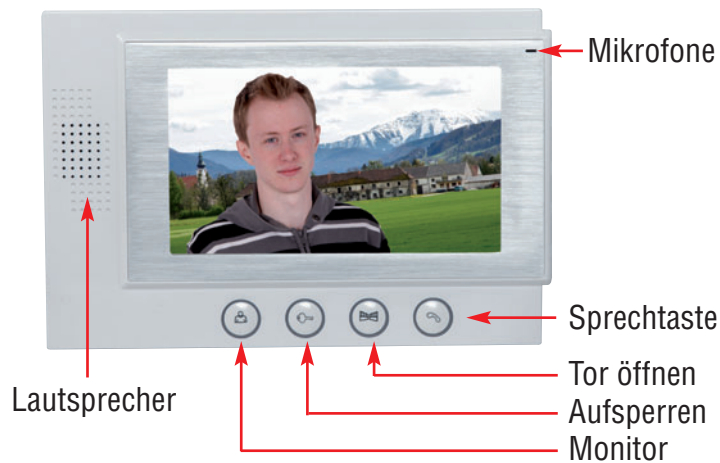 Mikrofone
Sprechtaste
Tor öffnen
Lautsprecher
Aufsperren
Monitor